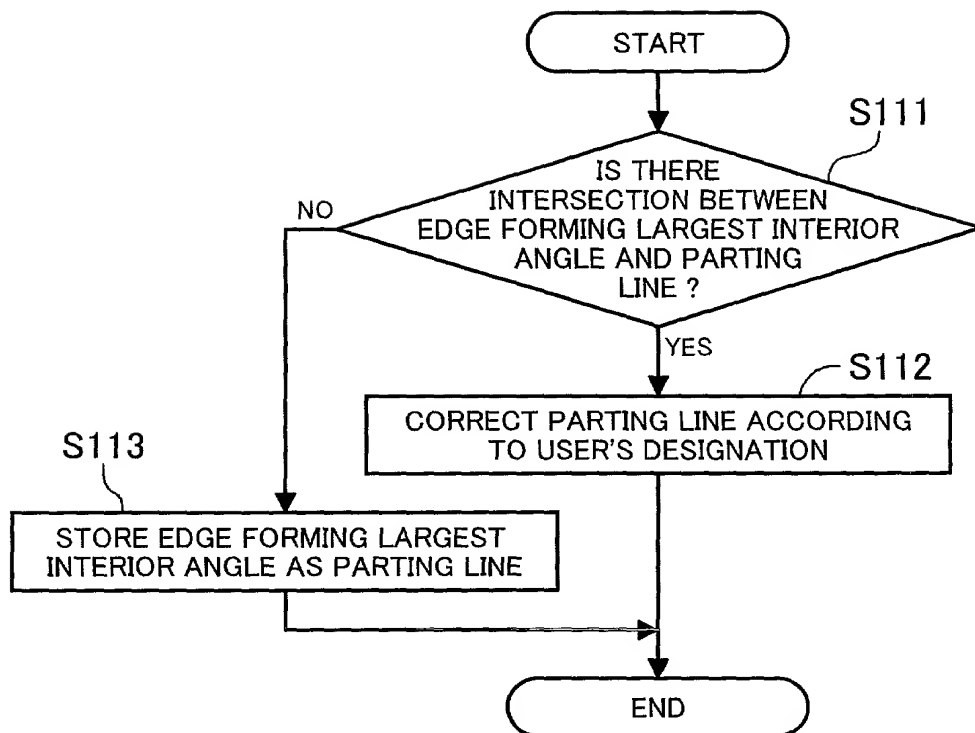 START
S111
IS THERE
INTERSECTION BETWEEN
EDGE FORMING LARGEST INTERIOR
ANGLE AND PARTING
LINE ?
NO
YES
S112
CORRECT PARTING LINE ACCORDING
TO USER'S DESIGNATION
S113
STORE EDGE FORMING LARGEST
INTERIOR ANGLE AS PARTING LINE
END